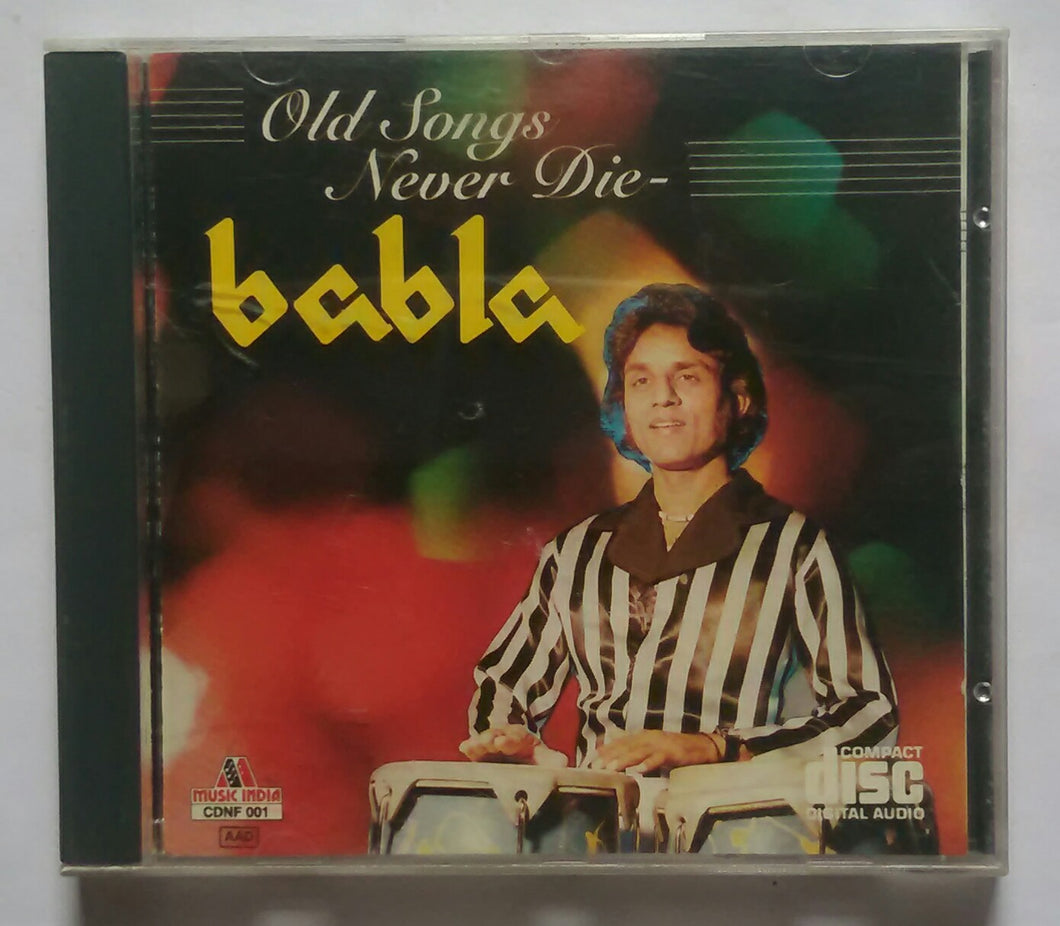 Old Songs
Never Die-
babla
MUSIC INDIA
CDNF 001
AAD
COMPACT
disc
DIGITAL AUDIO